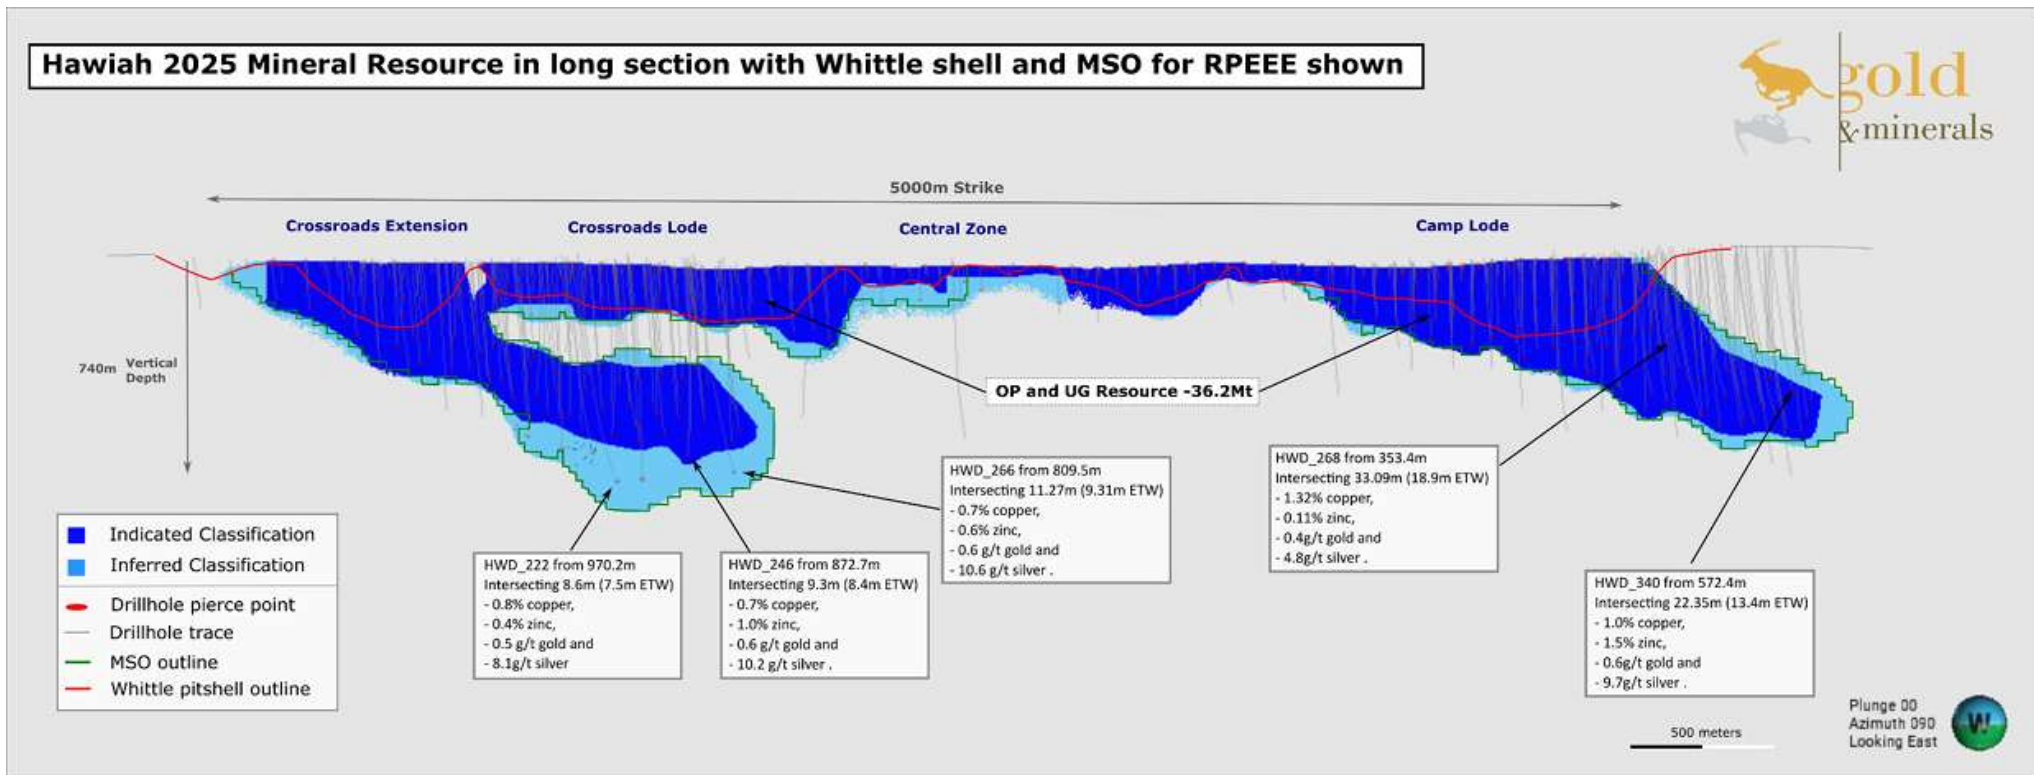 Hawiah 2025 Mineral Resource in long section with Whittle shell and MSO for RPEEE shown
gold
&minerals
5000m Strike
Crossroads Extension
Crossroads Lode
Central Zone
Camp Lode
740m
Vertical
Depth
OP and UG Resource -36.2Mt
HWD_266 from 809.5m
Intersecting 11.27m (9.31m ETW)
- 0.7% copper,
- 0.6% zinc,
- 0.6 g/t gold and
- 10.6 g/t silver .
HWD_268 from 353.4m
Intersecting 33.09m (18.9m ETW)
- 1.32% copper,
- 0.11% zinc,
- 0.4g/t gold and
- 4.8g/t silver .
Indicated Classification
Inferred Classification
Drillhole pierce point
Drillhole trace
MSO outline
Whittle pitshell outline
HWD_222 from 970.2m
Intersecting 8.6m (7.5m ETW)
- 0.8% copper,
- 0.4% zinc,
- 0.5 g/t gold and
- 8.1g/t silver
HWD_246 from 872.7m
Intersecting 9.3m (8.4m ETW)
- 0.7% copper,
- 1.0% zinc,
- 0.6 g/t gold and
- 10.2 g/t silver .
HWD_340 from 572.4m
Intersecting 22.35m (13.4m ETW)
- 1.0% copper,
- 1.5% zinc,
- 0.6g/t gold and
- 9.7g/t silver .
500 meters
Plunge 00
Azimuth 090
Looking East